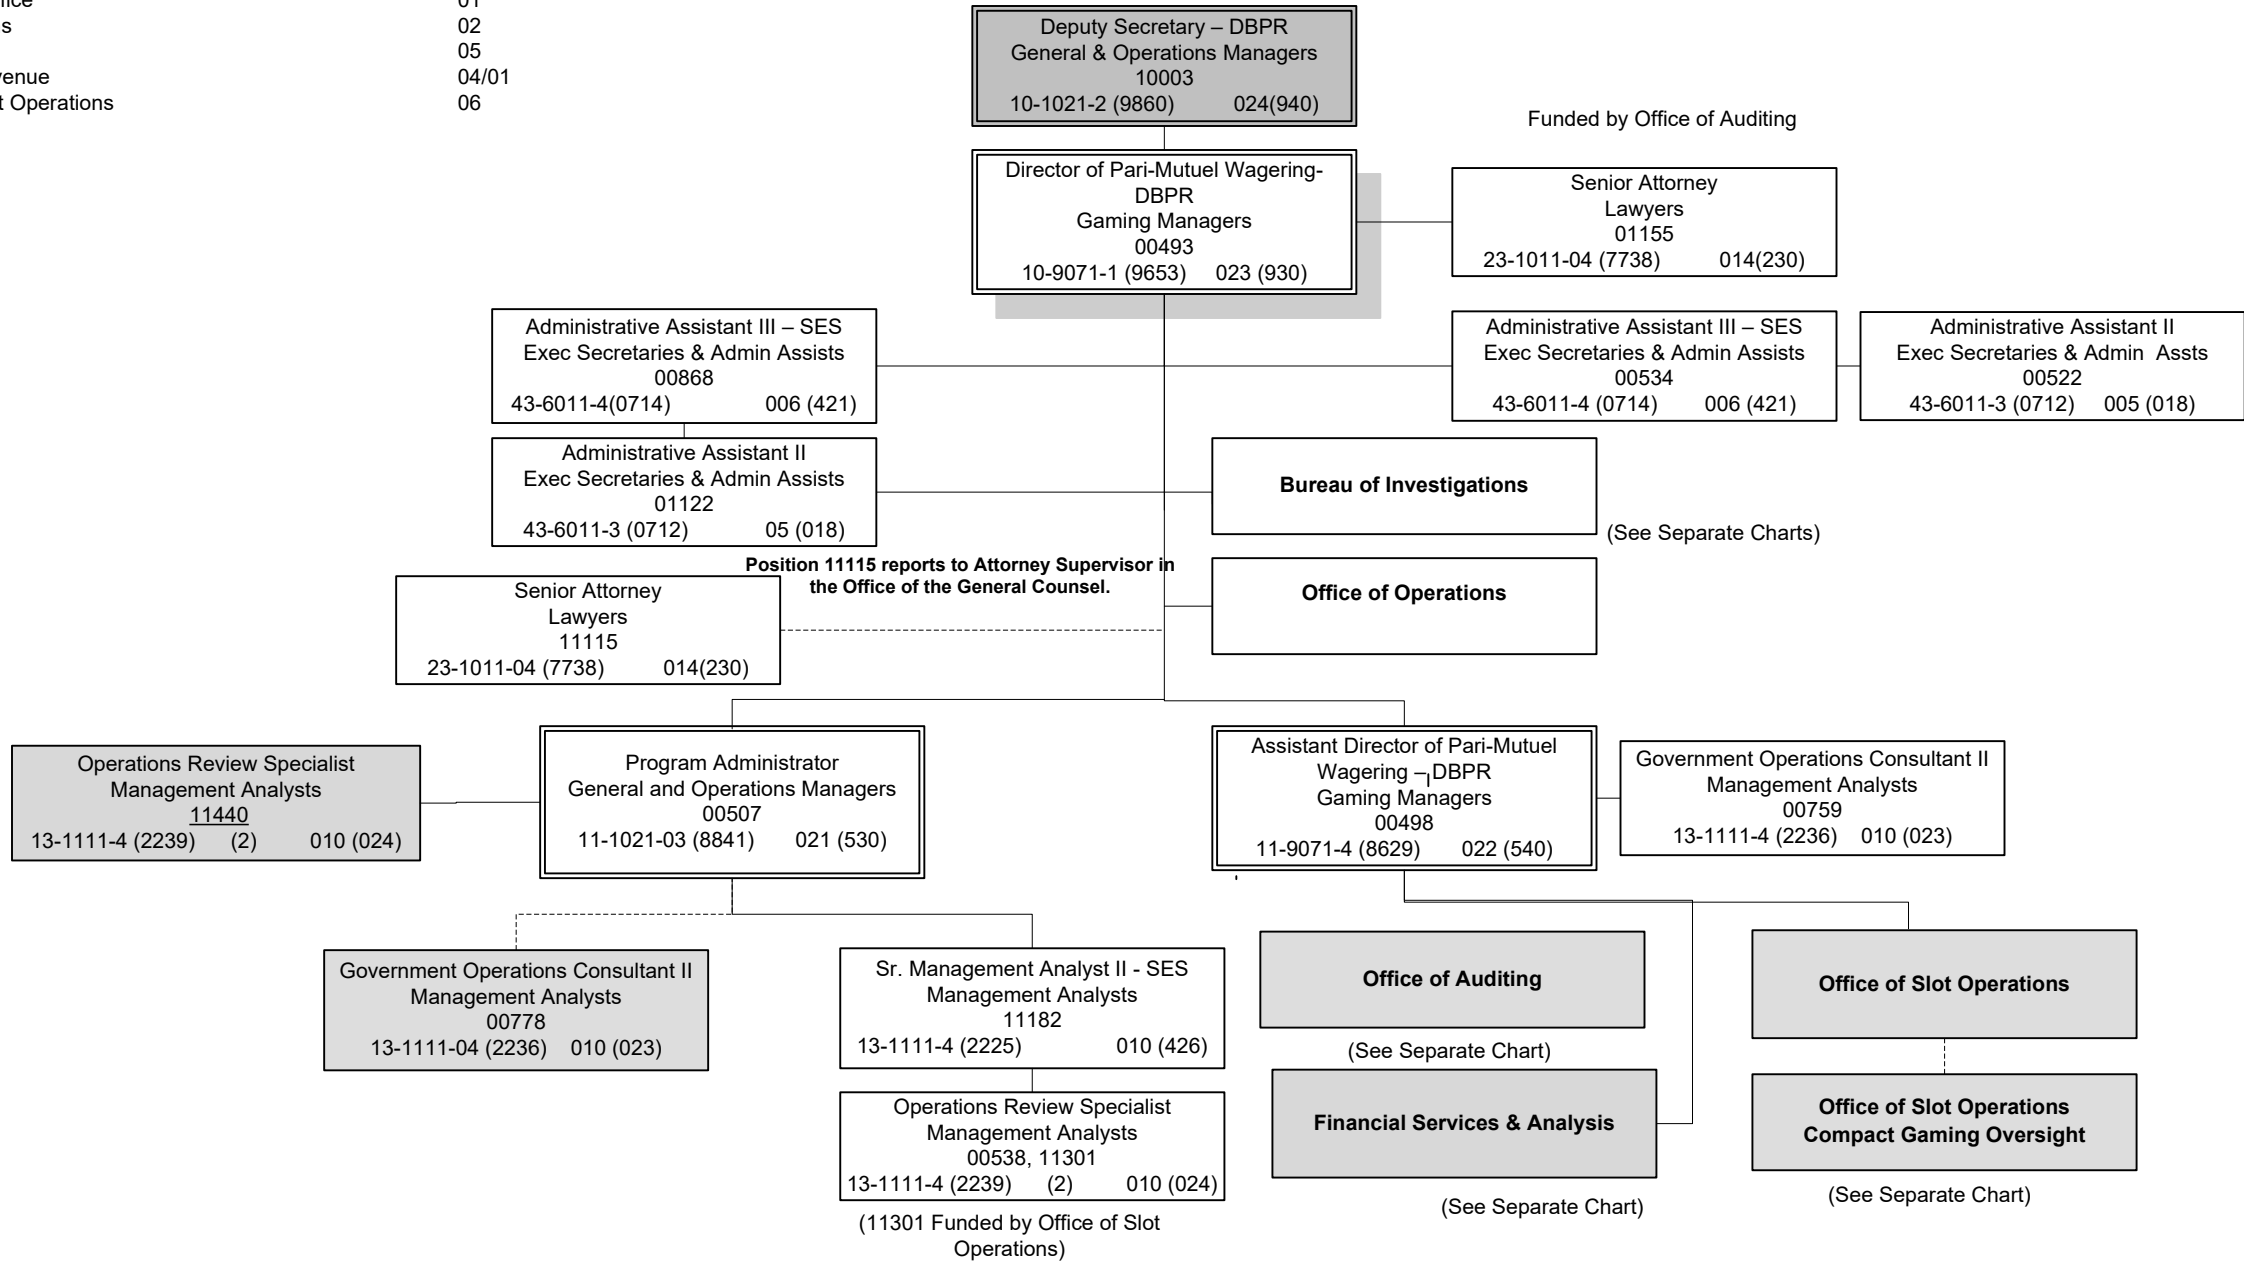 01
s 02
05
venue 04/01
t Operations 06
Deputy Secretary – DBPR
General & Operations Managers
10003
10-1021-2 (9860) 024(940)
Funded by Office of Auditing
Director of Pari-Mutuel Wagering-
DBPR
Gaming Managers
00493
10-9071-1 (9653) 023 (930)
Senior Attorney
Lawyers
01155
23-1011-04 (7738) 014(230)
Administrative Assistant III – SES
Exec Secretaries & Admin Assists
00868
43-6011-4(0714) 006 (421)
Administrative Assistant III – SES
Exec Secretaries & Admin Assists
00534
43-6011-4 (0714) 006 (421)
Administrative Assistant II
Exec Secretaries & Admin Assts
00522
43-6011-3 (0712) 005 (018)
Administrative Assistant II
Exec Secretaries & Admin Assists
01122
43-6011-3 (0712) 05 (018)
Bureau of Investigations
(See Separate Charts)
Position 11115 reports to Attorney Supervisor in
the Office of the General Counsel.
Senior Attorney
Lawyers
11115
23-1011-04 (7738) 014(230)
Office of Operations
Operations Review Specialist
Management Analysts
11440
13-1111-4 (2239) (2) 010 (024)
Program Administrator
General and Operations Managers
00507
11-1021-03 (8841) 021 (530)
Assistant Director of Pari-Mutuel
Wagering – DBPR
Gaming Managers
00498
11-9071-4 (8629) 022 (540)
Government Operations Consultant II
Management Analysts
00759
13-1111-4 (2236) 010 (023)
Government Operations Consultant II
Management Analysts
00778
13-1111-04 (2236) 010 (023)
Sr. Management Analyst II - SES
Management Analysts
11182
13-1111-4 (2225) 010 (426)
Operations Review Specialist
Management Analysts
00538, 11301
13-1111-4 (2239) (2) 010 (024)
(11301 Funded by Office of Slot
Operations)
Office of Auditing
(See Separate Chart)
Financial Services & Analysis
(See Separate Chart)
Office of Slot Operations
Office of Slot Operations
Compact Gaming Oversight
(See Separate Chart)